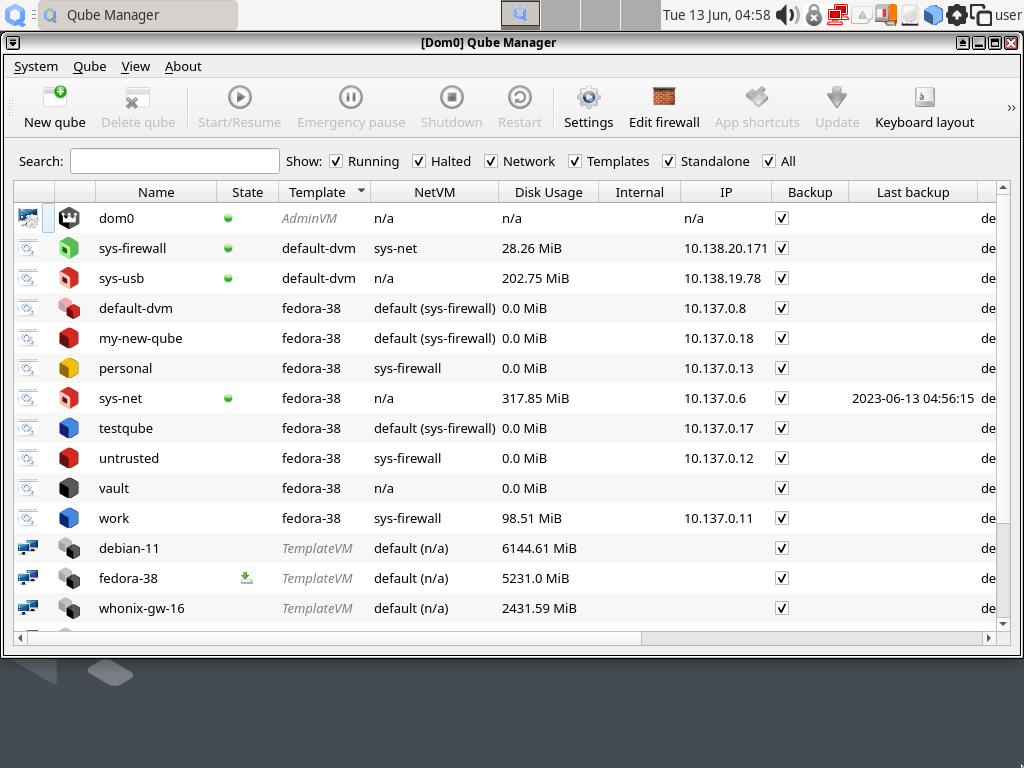 Qube Manager Tue 13 Jun, 04:58 user
[Dom0] Qube Manager
System Qube View About
New qube Delete qube Start/Resume Emergency pause Shutdown Restart Settings Edit firewall App shortcuts Update Keyboard layout
Search: Show: Running Halted Network Templates Standalone All
Name State Template NetVM Disk Usage Internal IP Backup Last backup
dom0 AdminVM n/a n/a n/a de
sys-firewall default-dvm sys-net 28.26 MiB 10.138.20.171 de
sys-usb default-dvm n/a 202.75 MiB 10.138.19.78 de
default-dvm fedora-38 default (sys-firewall) 0.0 MiB 10.137.0.8 de
my-new-qube fedora-38 default (sys-firewall) 0.0 MiB 10.137.0.18 de
personal fedora-38 sys-firewall 0.0 MiB 10.137.0.13 de
sys-net fedora-38 n/a 317.85 MiB 10.137.0.6 2023-06-13 04:56:15 de
testqube fedora-38 default (sys-firewall) 0.0 MiB 10.137.0.17 de
untrusted fedora-38 sys-firewall 0.0 MiB 10.137.0.12 de
vault fedora-38 n/a 0.0 MiB de
work fedora-38 sys-firewall 98.51 MiB 10.137.0.11 de
debian-11 TemplateVM default (n/a) 6144.61 MiB de
fedora-38 TemplateVM default (n/a) 5231.0 MiB de
whonix-gw-16 TemplateVM default (n/a) 2431.59 MiB de